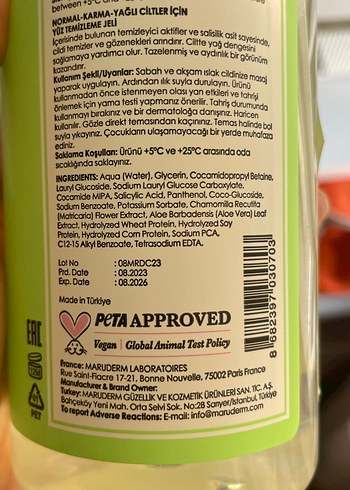 between +5°C and +25
NORMAL-KARMA-YAĞLI CİLTLER İÇİN
YÜZ TEMİZLEME JELİ
İçerisinde bulunan temizleyici aktifler ve salisilik asit sayesinde,
cildi temizler ve gözenekleri arındırır. Ciltte yağ dengesini
sağlamaya yardımcı olur. Tazelenmiş ve aydınlık bir görünüm
kazandırır.
Kullanım Şekli/Uyarılar: Sabah ve akşam ıslak cildinize masaj
yaparak uygulayın. Ardından ılık suyla durulayın. Ürünü
kullanmadan önce istenmeyen olası yan etkileri ve tahrişi
önlemek için yama testi yapmanız önerilir. Tahriş durumunda
kullanmayı bırakınız ve bir dermatoloğa danışınız. Haricen
kullanılır. Gözle direkt temasından kaçınınız. Temas halinde bol
suyla yıkayınız. Çocukların ulaşamayacağı bir yerde muhafaza
ediniz.
Saklama Koşulları: Ürünü +5°C ve +25°C arasında oda
sıcaklığında saklayınız.
INGREDIENTS: Aqua (Water), Glycerin, Cocamidopropyl Betaine,
Lauryl Glucoside, Sodium Lauryl Glucose Carboxylate,
Cocamide MIPA, Salicylic Acid, Panthenol, Coco-Glucoside,
Sodium Benzoate, Potassium Sorbate, Chamomilla Recutita
(Matricaria) Flower Extract, Aloe Barbadensis (Aloe Vera) Leaf
Extract, Hydrolyzed Wheat Protein, Hydrolyzed Soy
Protein, Hydrolyzed Corn Protein, Sodium PCA,
C12-15 Alkyl Benzoate, Tetrasodium EDTA.
Lot No : 08MRDC23
Prd. Date : 08.2023
Exp. Date : 08.2026
Made in Türkiye
8 682397 030703
PETA APPROVED
Vegan | Global Animal Test Policy
EAC
PET
France: MARUDERM LABORATOIRES
Rue Saint-Fiacre 17-21, Bonne Nouvelle, 75002 Paris France
Manufacturer & Brand Owner:
Turkey: MARUDERM GÜZELLİK VE KOZMETİK ÜRÜNLERİ SAN. TİC. A.Ş.
Bahçeköy Yeni Mah. Orta Selvi Sok. No:2B Sarıyer/İstanbul, Türkiye
To report Adverse Reactions: E-mail: info@maruderm.com